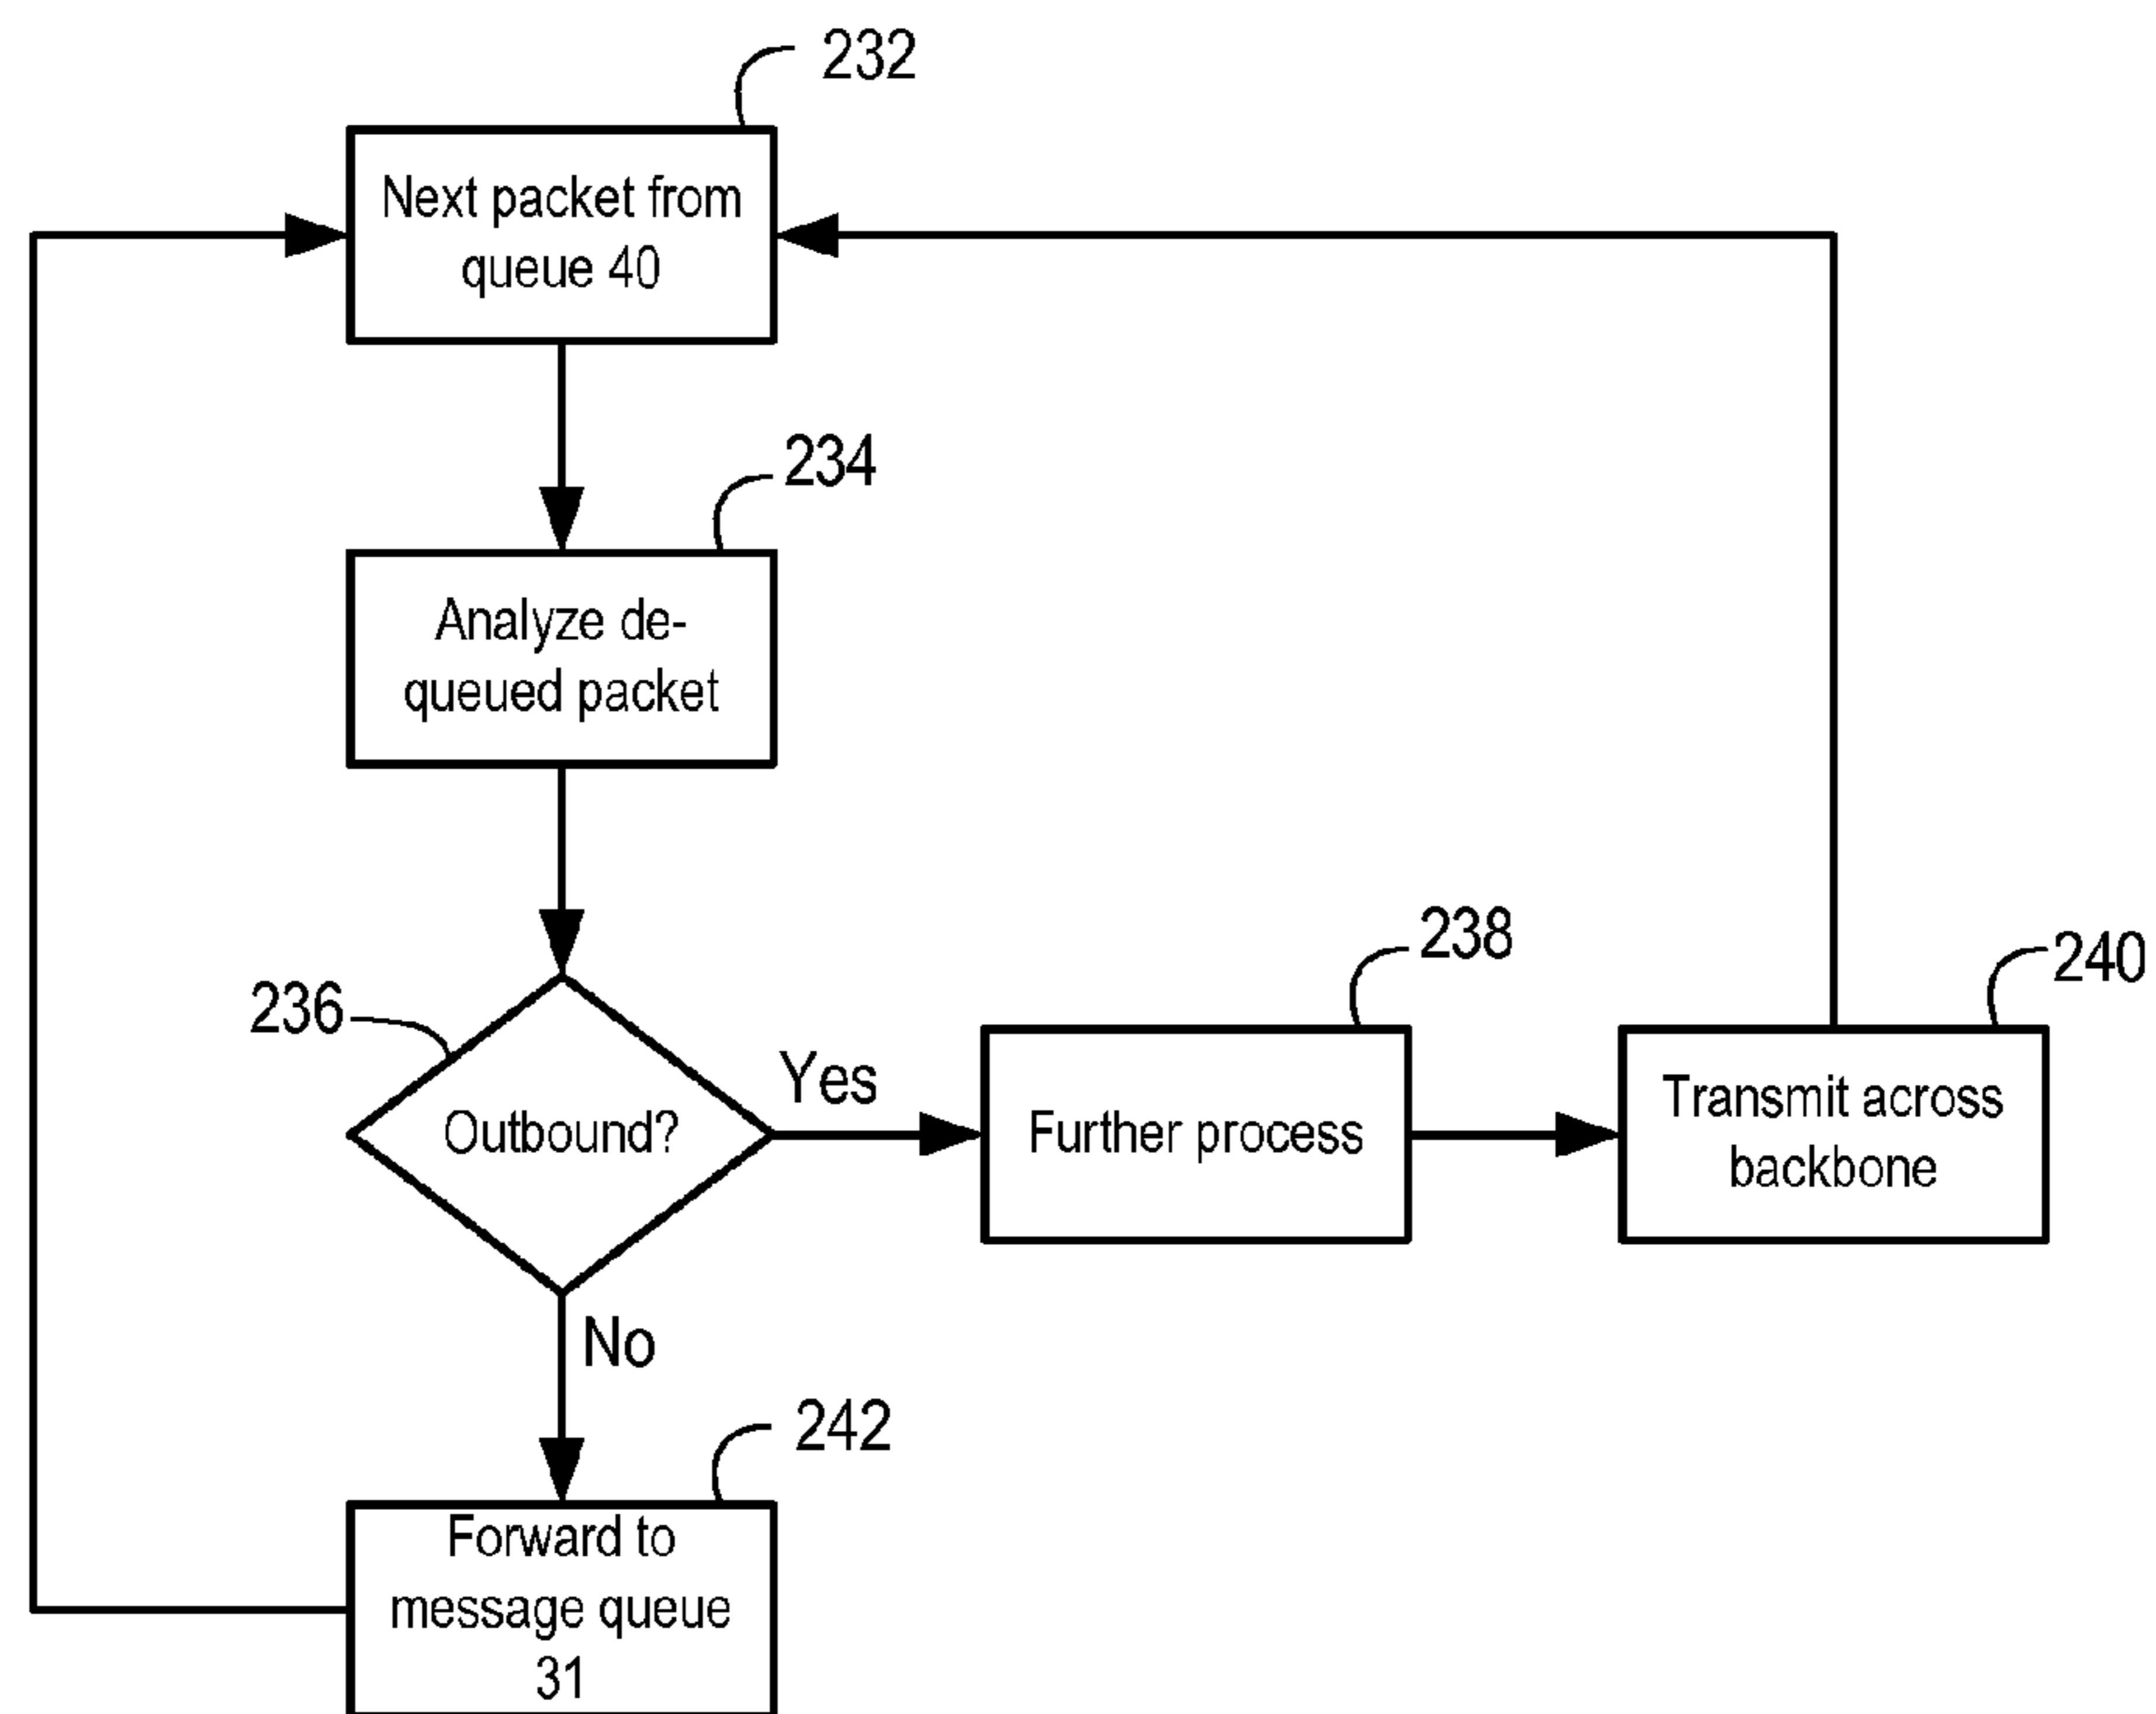 232
Next packet from
queue 40
234
Analyze de-
queued packet
236
Outbound?
Yes
238
Further process
240
Transmit across
backbone
No
242
Forward to
message queue
31